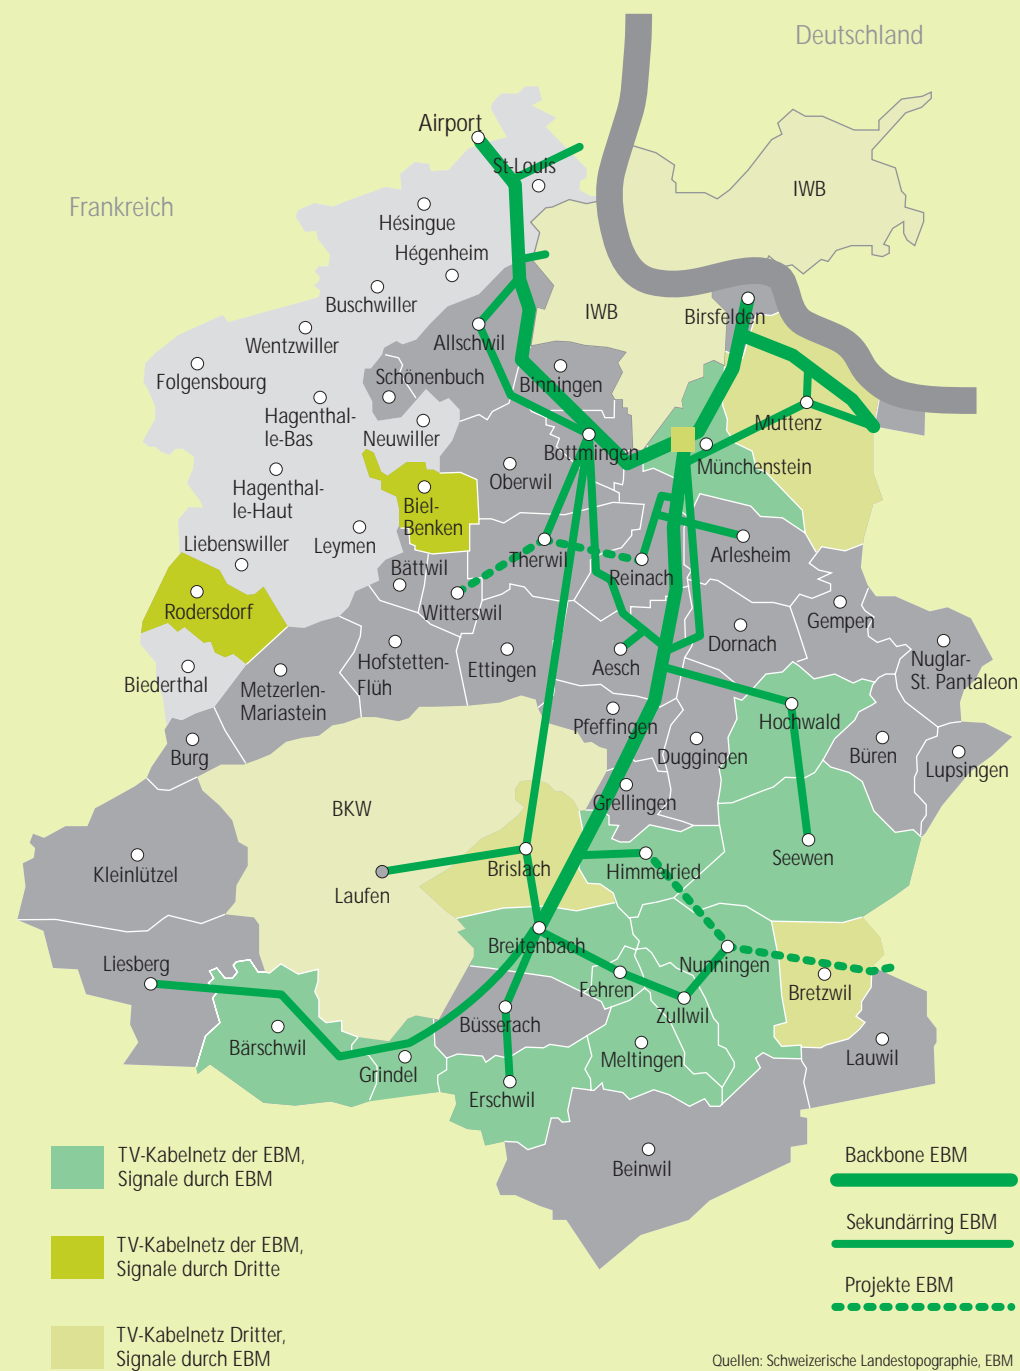 Deutschland
Airport
St-Louis
IWB
Frankreich
Hésingue
Hégenheim
Buschwiller
IWB
Birsfelden
Wentzwiller
Allschwil
Folgensbourg
Schönenbuch
Binningen
Hagenthal-
le-Bas
Neuwiller
Muttenz
Bottmingen
Münchenstein
Oberwil
Hagenthal-
le-Haut
Biel-
Benken
Liebenswiller
Leymen
Therwil
Arlesheim
Bättwil
Reinach
Rodersdorf
Witterswil
Gempen
Dornach
Hofstetten-
Flüh
Ettingen
Aesch
Nuglar-
St. Pantaleon
Biederthal
Metzerlen-
Mariastein
Pfeffingen
Hochwald
Burg
Duggingen
Büren
Lupsingen
Grellingen
BKW
Kleinlützel
Laufen
Brislach
Himmelried
Seewen
Breitenbach
Liesberg
Nunningen
Fehren
Bretzwil
Zullwil
Büsserach
Bärschwil
Meltingen
Lauwil
Grindel
Erschwil
Beinwil
TV-Kabelnetz der EBM,
Signale durch EBM
TV-Kabelnetz der EBM,
Signale durch Dritte
TV-Kabelnetz Dritter,
Signale durch EBM
Backbone EBM
Sekundärring EBM
Projekte EBM
Quellen: Schweizerische Landestopographie, EBM